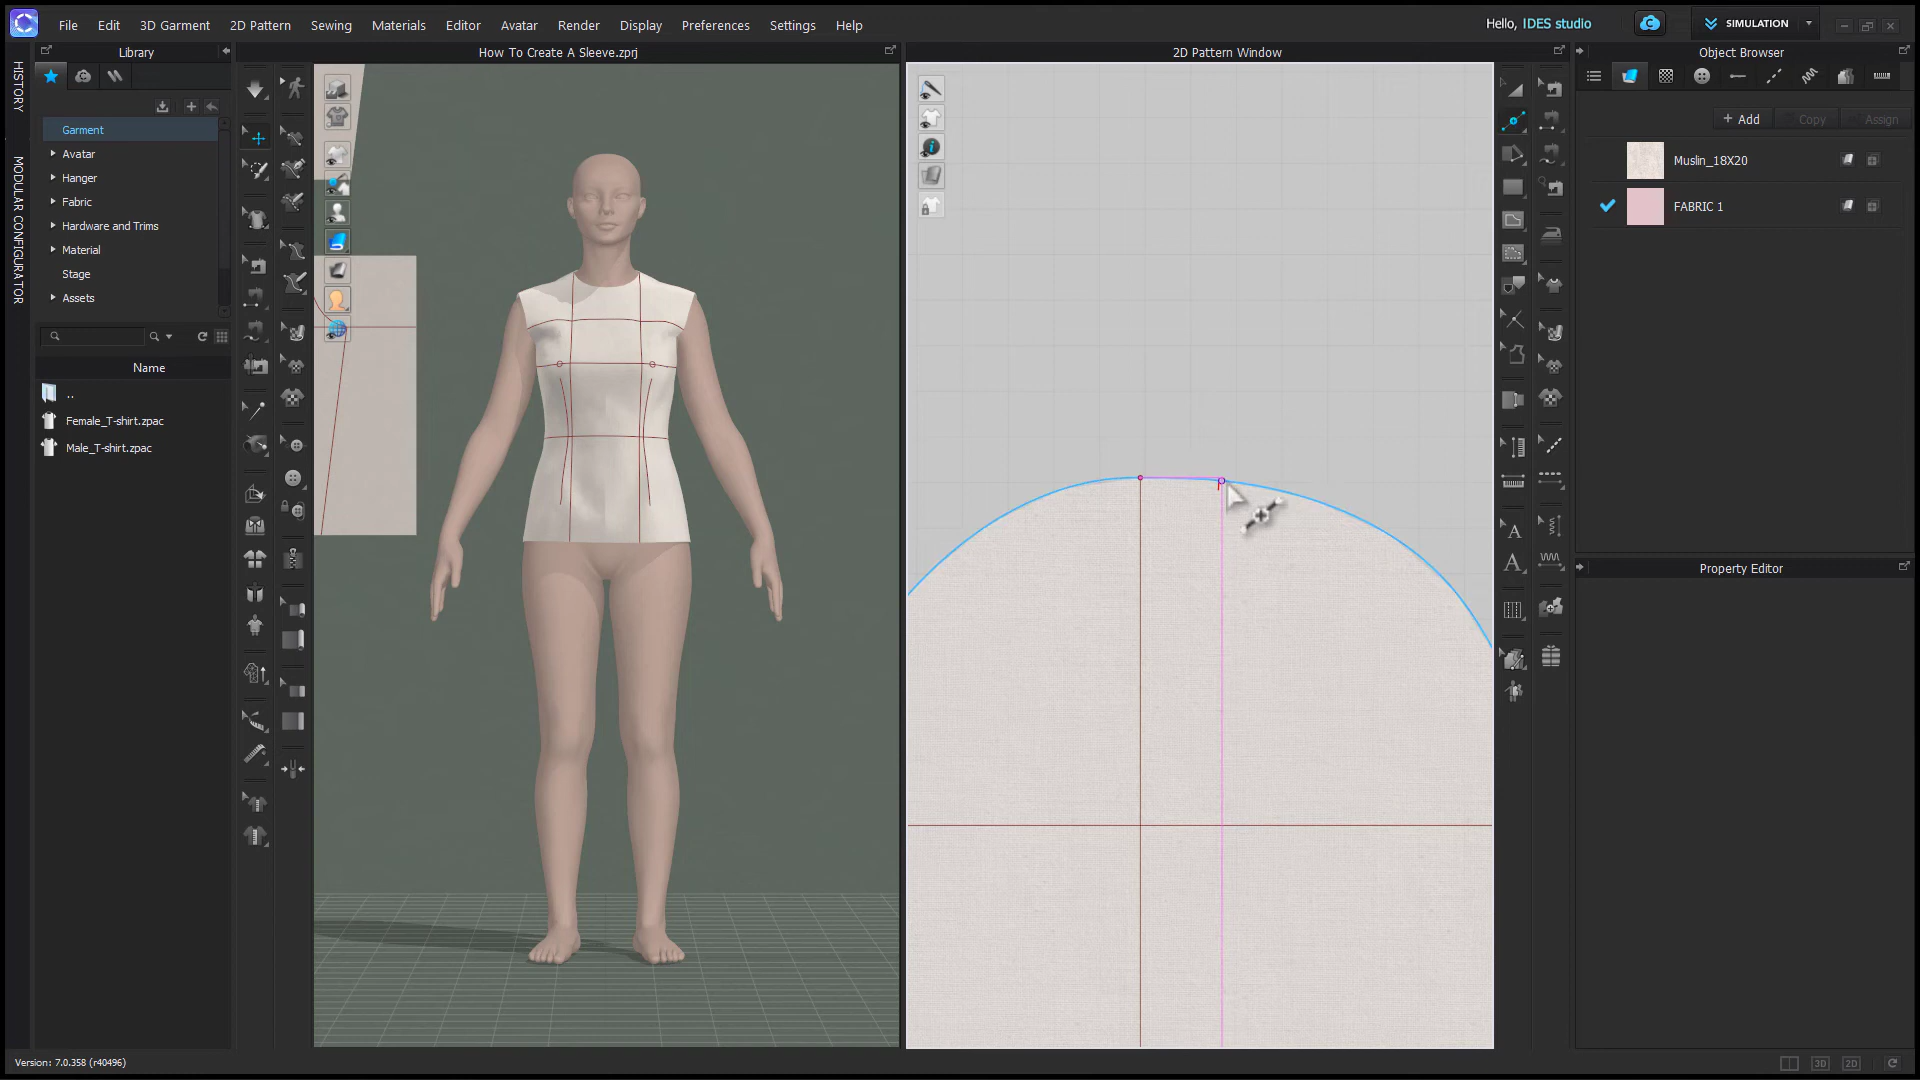 File Edit 3D Garment 2D Pattern Sewing Materials Editor Avatar Render Display Preferences Settings Help
Hello, IDES studio
SIMULATION
HISTORY
MODULAR CONFIGURATOR
Library
How To Create A Sleeve.zprj
2D Pattern Window
Object Browser
Garment
Avatar
Hanger
Fabric
Hardware and Trims
Material
Stage
Assets
Name
..
Female_T-shirt.zpac
Male_T-shirt.zpac
+ Add Copy Assign
Muslin_18X20
FABRIC 1
Property Editor
Version: 7.0.358 (r40496)
3D 2D